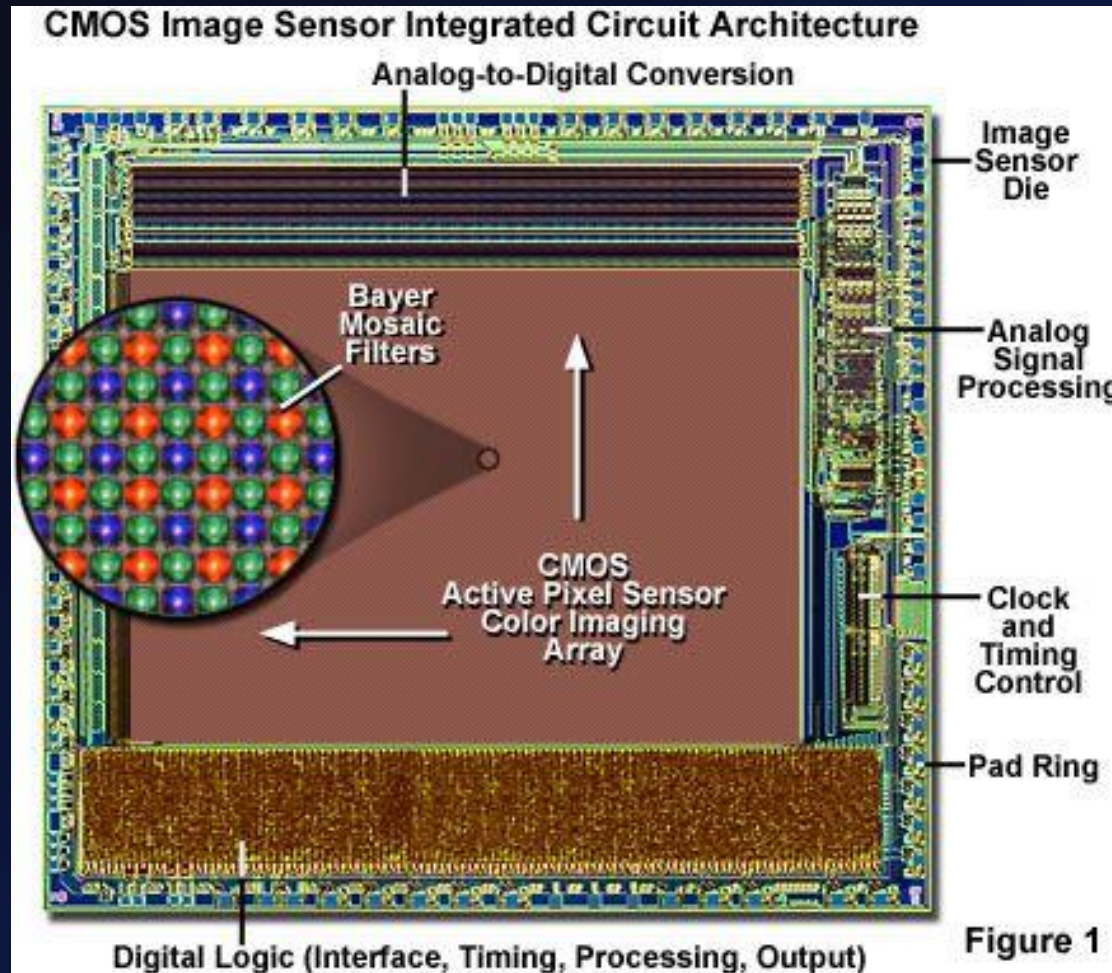 CMOS Image Sensor Integrated Circuit Architecture
Analog-to-Digital Conversion
Image
Sensor
Die
Bayer
Mosaic
Filters
Analog
Signal
Processing
CMOS
Active Pixel Sensor
Color Imaging
Array
Clock
and
Timing
Control
Pad Ring
Digital Logic (Interface, Timing, Processing, Output)
Figure 1